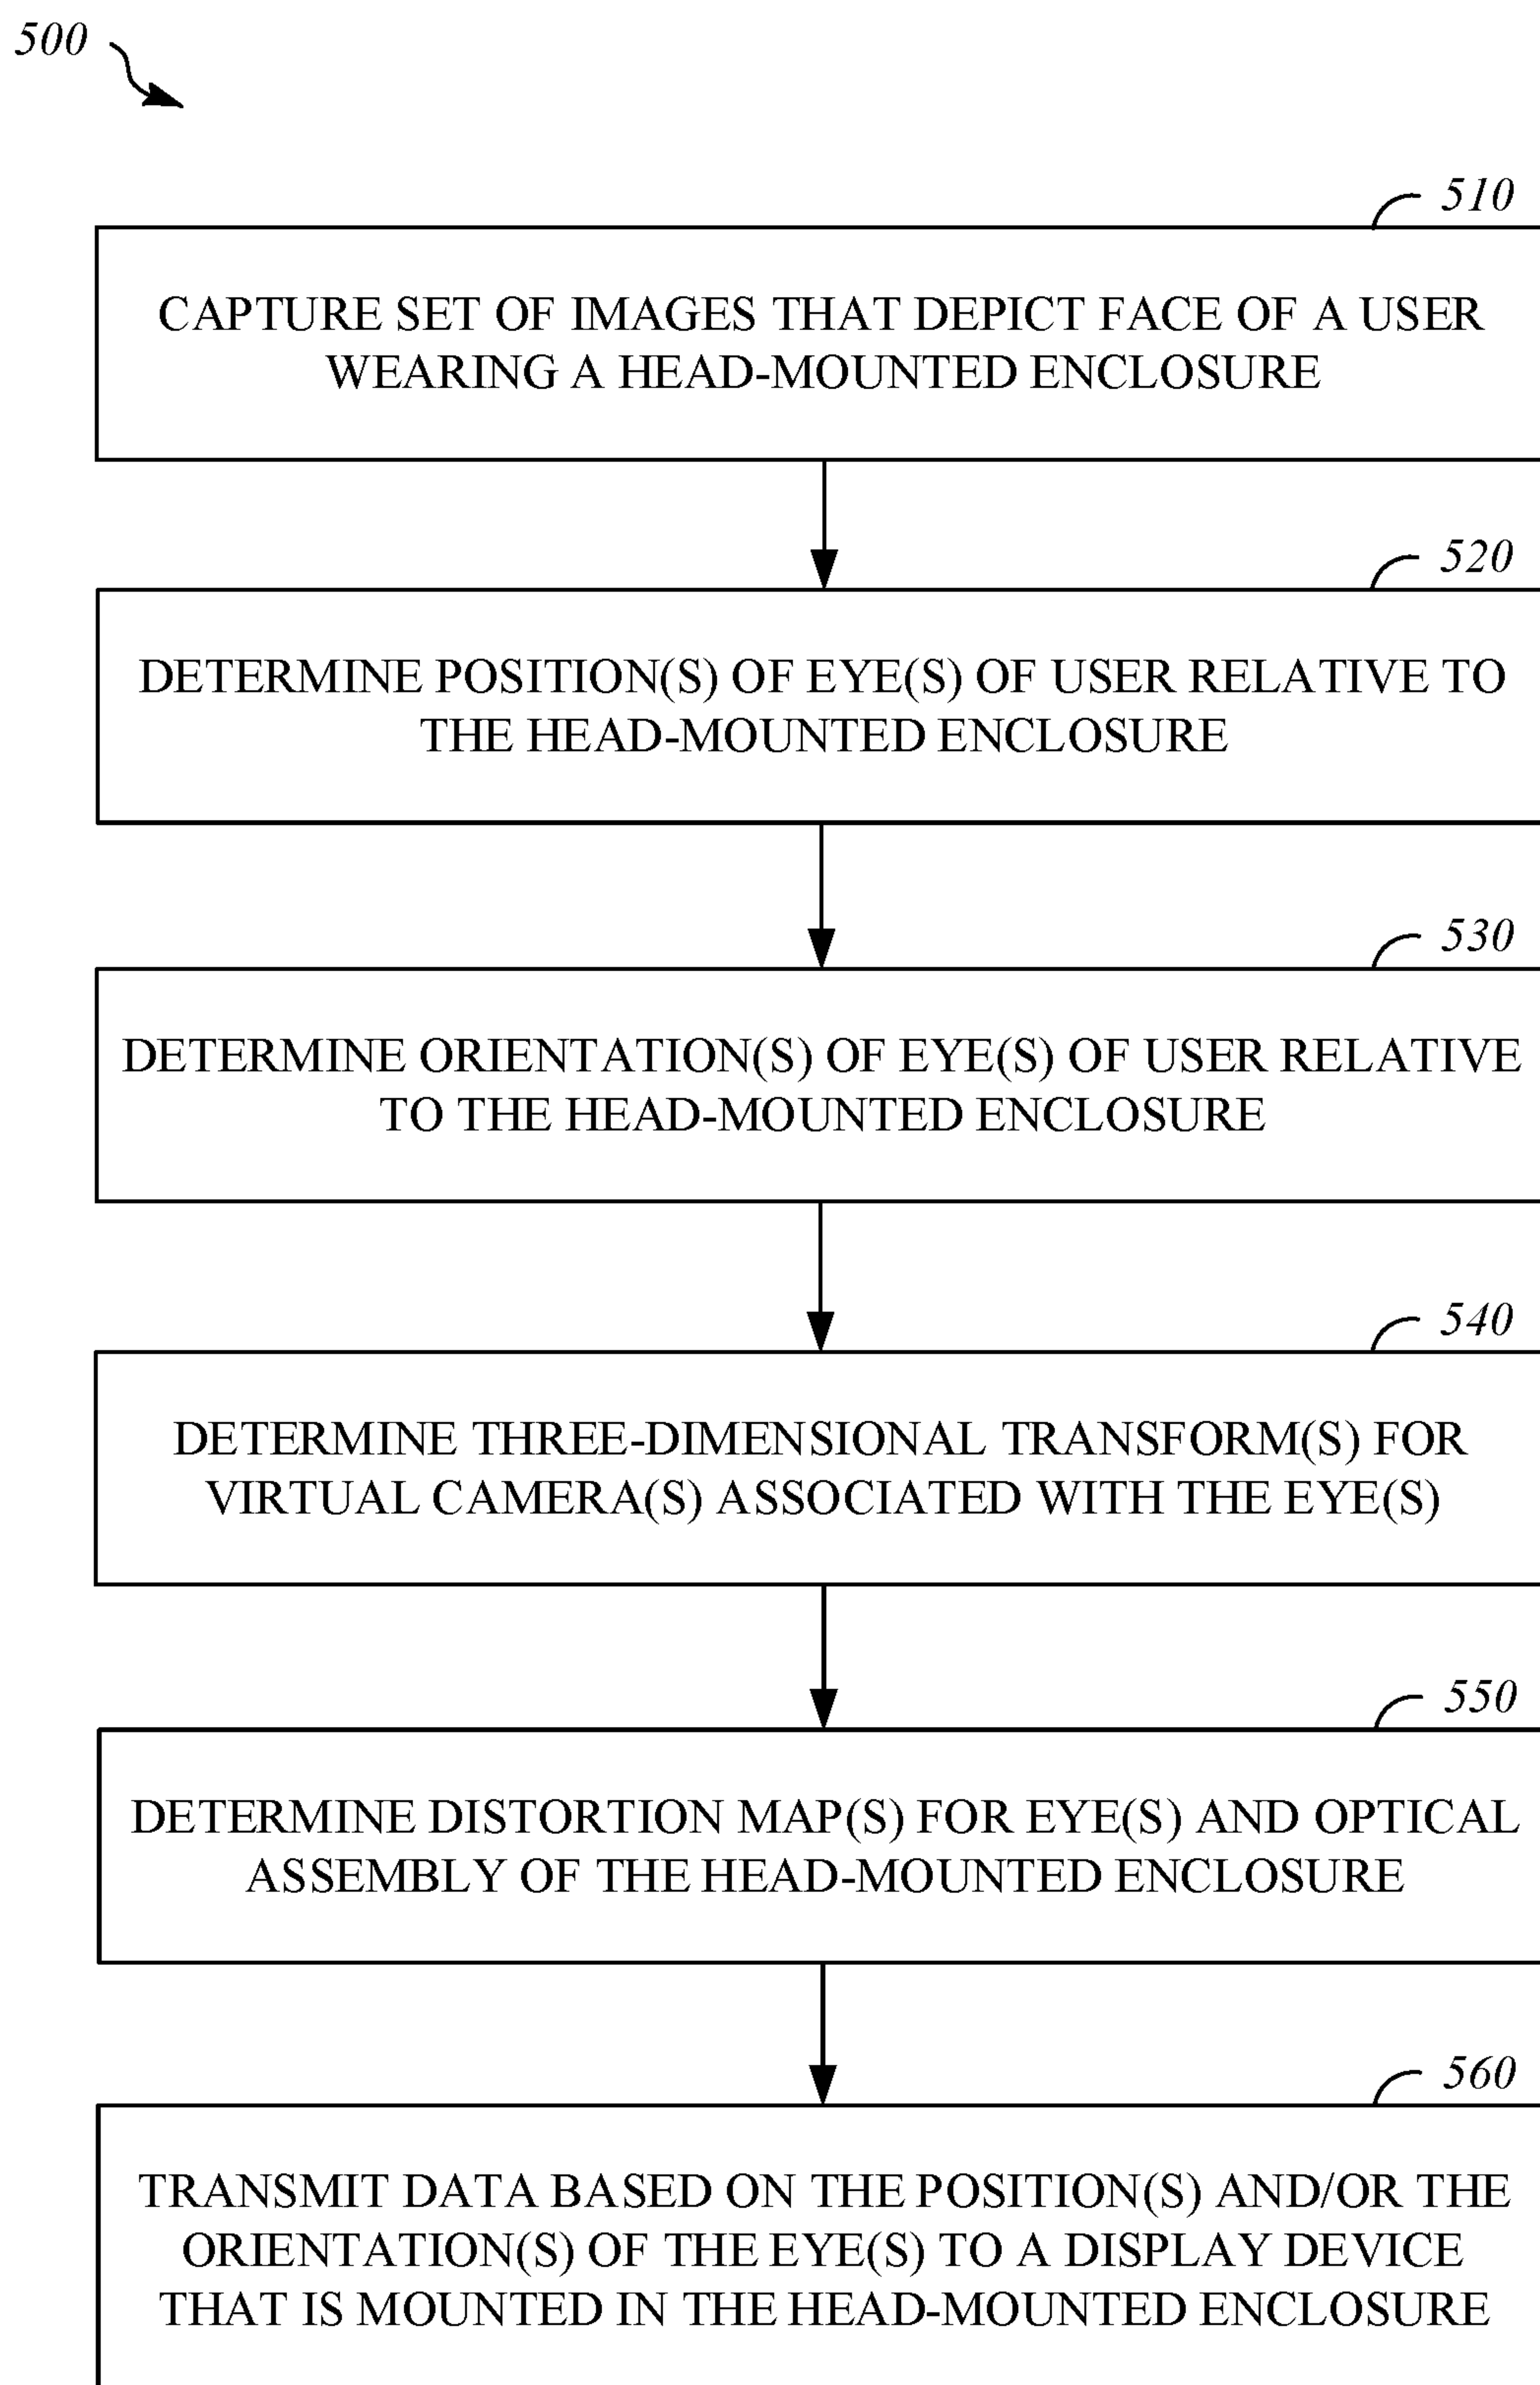 500
510
CAPTURE SET OF IMAGES THAT DEPICT FACE OF A USER
WEARING A HEAD-MOUNTED ENCLOSURE
520
DETERMINE POSITION(S) OF EYE(S) OF USER RELATIVE TO
THE HEAD-MOUNTED ENCLOSURE
530
DETERMINE ORIENTATION(S) OF EYE(S) OF USER RELATIVE
TO THE HEAD-MOUNTED ENCLOSURE
540
DETERMINE THREE-DIMENSIONAL TRANSFORM(S) FOR
VIRTUAL CAMERA(S) ASSOCIATED WITH THE EYE(S)
550
DETERMINE DISTORTION MAP(S) FOR EYE(S) AND OPTICAL
ASSEMBLY OF THE HEAD-MOUNTED ENCLOSURE
560
TRANSMIT DATA BASED ON THE POSITION(S) AND/OR THE
ORIENTATION(S) OF THE EYE(S) TO A DISPLAY DEVICE
THAT IS MOUNTED IN THE HEAD-MOUNTED ENCLOSURE